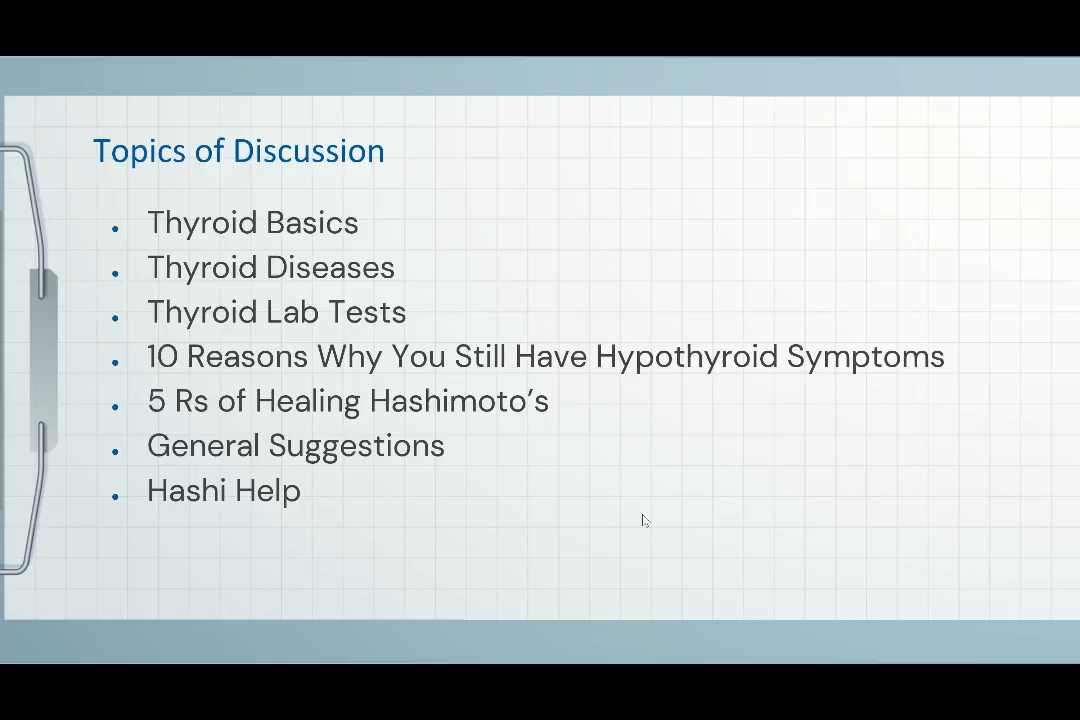 Topics of Discussion
• Thyroid Basics
• Thyroid Diseases
• Thyroid Lab Tests
• 10 Reasons Why You Still Have Hypothyroid Symptoms
• 5 Rs of Healing Hashimoto’s
• General Suggestions
• Hashi Help